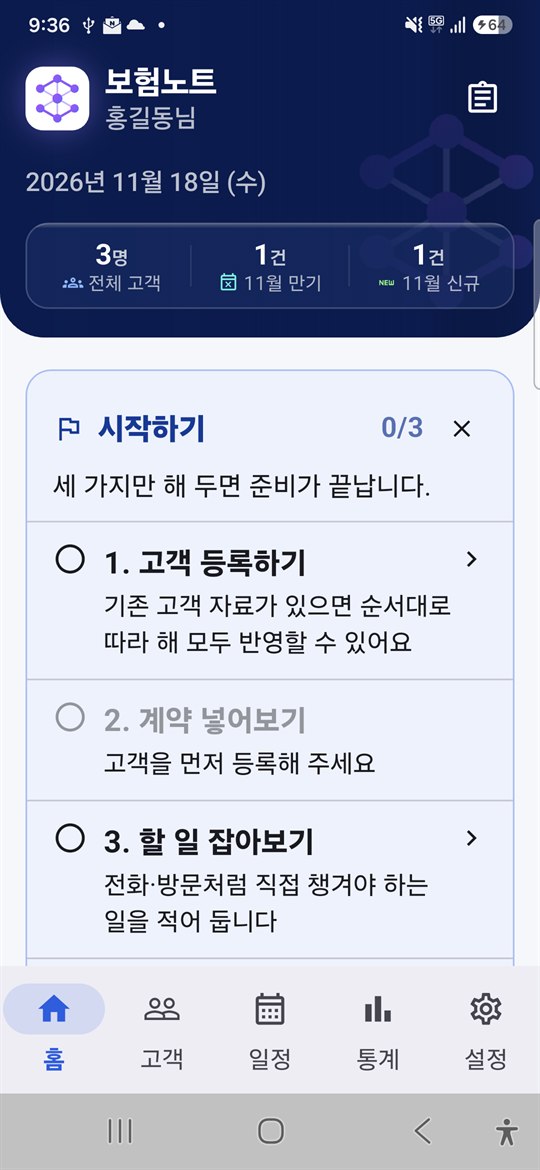 9:36
5G
64
보험노트
홍길동님
2026년 11월 18일 (수)
3명
전체 고객
1건
11월 만기
1건
NEW 11월 신규
시작하기
0/3
세 가지만 해 두면 준비가 끝납니다.
1. 고객 등록하기
기존 고객 자료가 있으면 순서대로
따라 해 모두 반영할 수 있어요
2. 계약 넣어보기
고객을 먼저 등록해 주세요
3. 할 일 잡아보기
전화·방문처럼 직접 챙겨야 하는
일을 적어 둡니다
홈
고객
일정
통계
설정